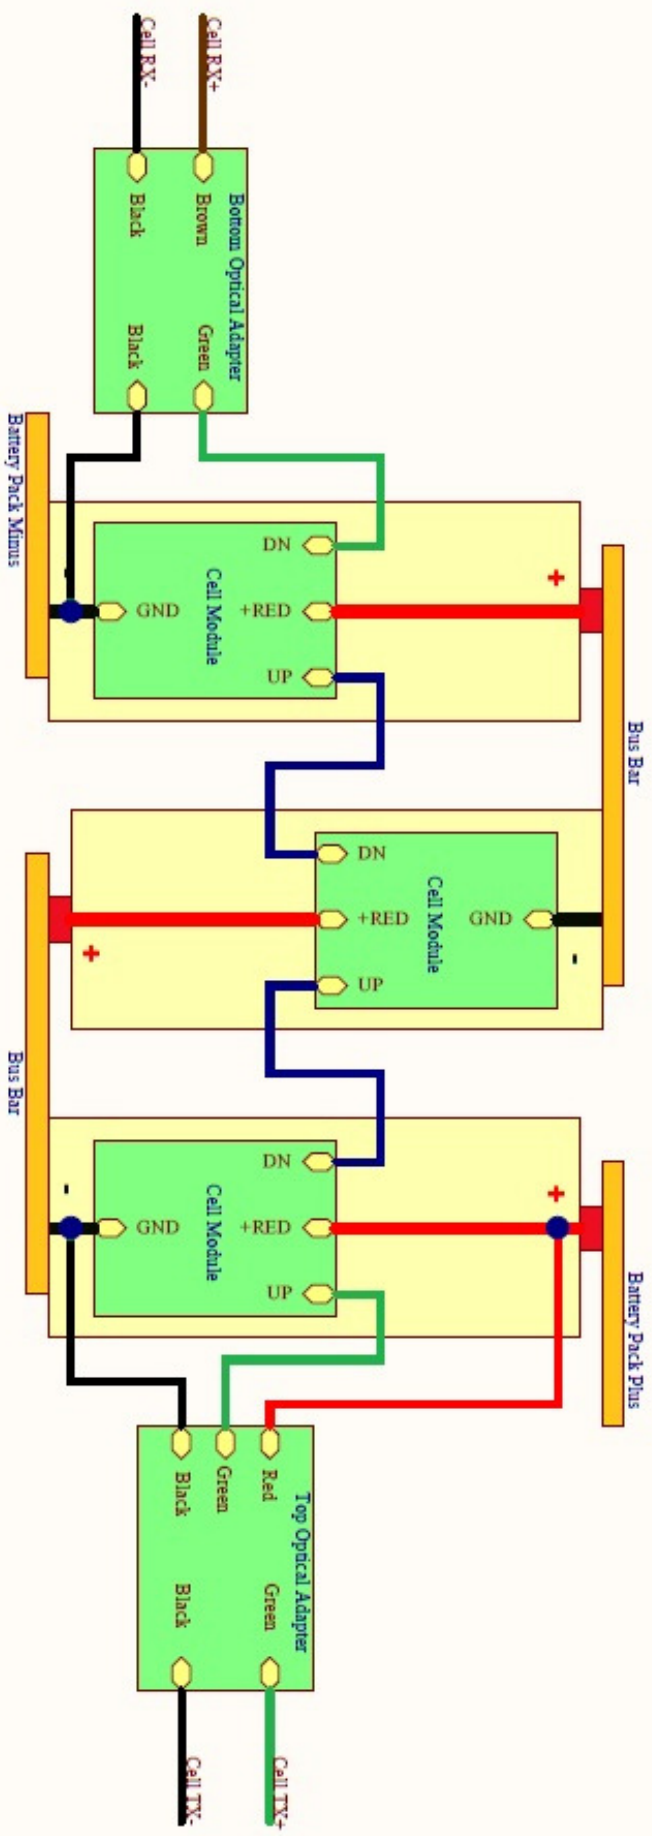 Cell RX-
Cell RX+
Bottom Optical Adapter
Brown
Green
Black
Black
Battery Pack Minus
-
+
DN
+RED
UP
GND
Cell Module
Bus Bar
DN
+RED
UP
GND
Cell Module
+
-
Bus Bar
-
+
DN
+RED
UP
GND
Cell Module
Battery Pack Plus
Top Optical Adapter
Red
Green
Black
Green
Black
Cell TX+
Cell TX-